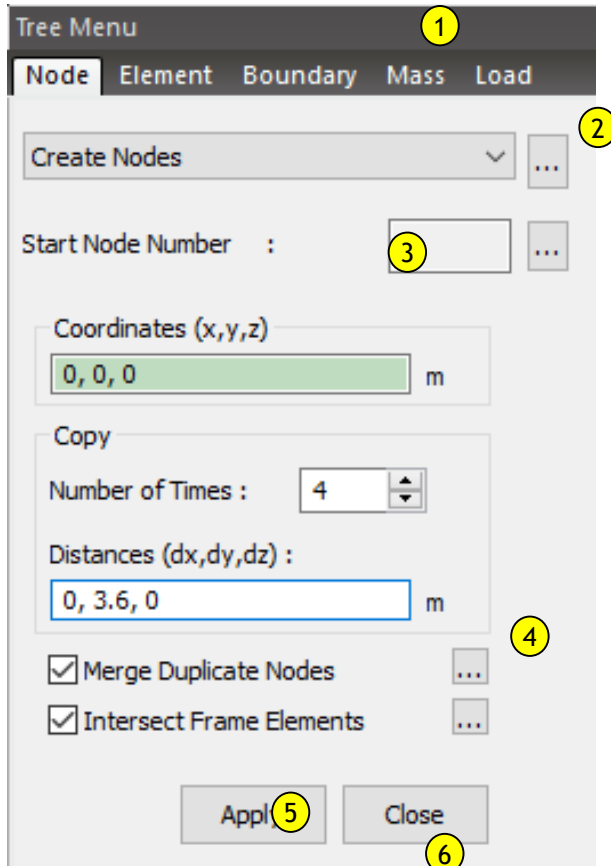 Tree Menu 1
Node Element Boundary Mass Load
2
Create Nodes ...
Start Node Number : 3 ...
Coordinates (x,y,z)
0, 0, 0 m
Copy
Number of Times : 4
Distances (dx,dy,dz) :
0, 3.6, 0 m
4
Merge Duplicate Nodes ...
Intersect Frame Elements ...
Apply 5 Close
6